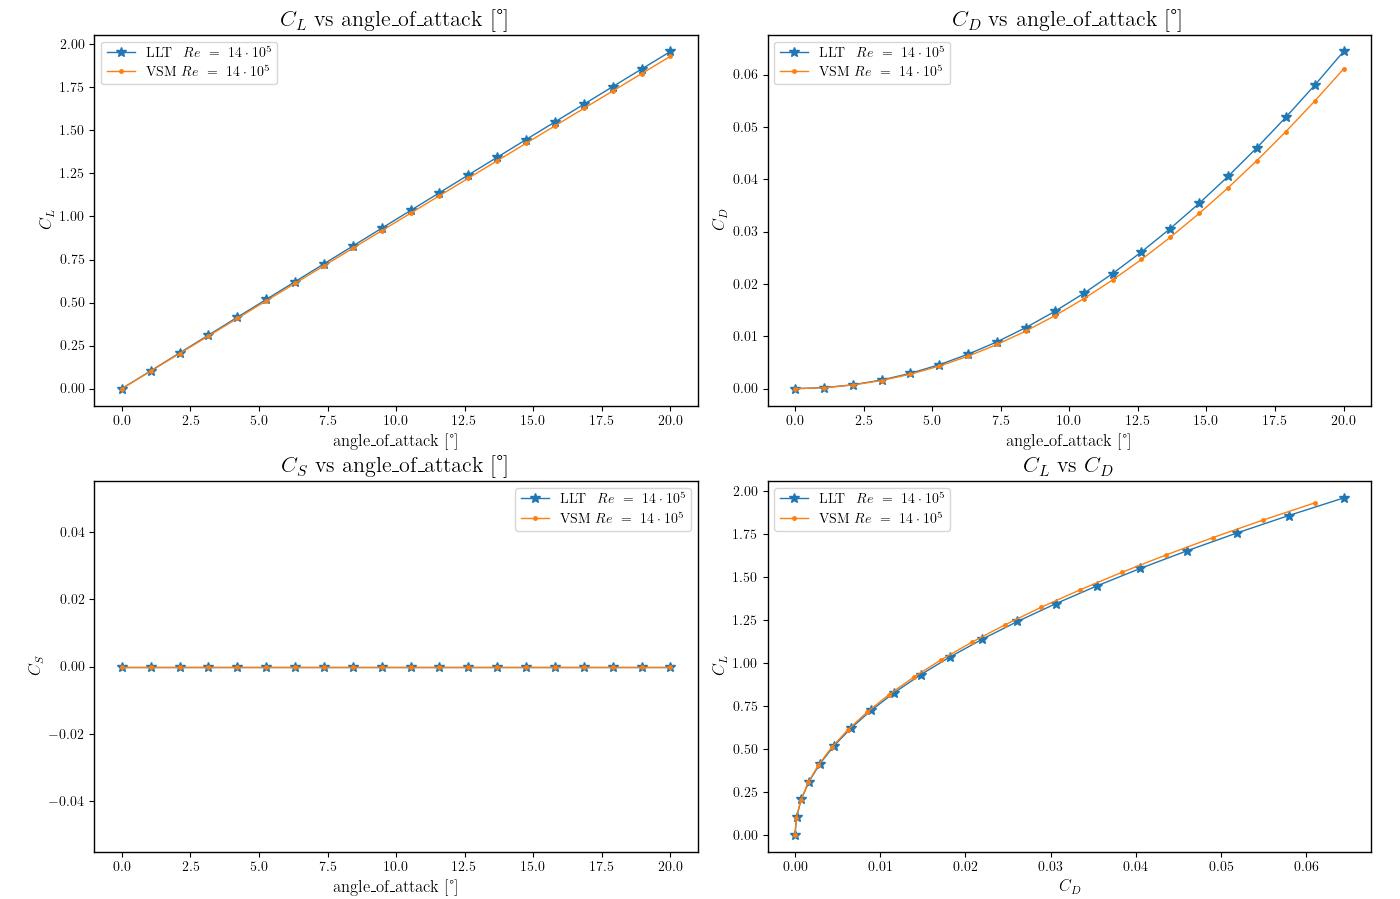 C_L vs angle_of_attack [°]
LLT Re = 14 · 10^5
VSM Re = 14 · 10^5
2.00
1.75
1.50
1.25
1.00
0.75
0.50
0.25
0.00
C_L
0.0 2.5 5.0 7.5 10.0 12.5 15.0 17.5 20.0
angle_of_attack [°]
C_D vs angle_of_attack [°]
LLT Re = 14 · 10^5
VSM Re = 14 · 10^5
0.06
0.05
0.04
0.03
0.02
0.01
0.00
C_D
0.0 2.5 5.0 7.5 10.0 12.5 15.0 17.5 20.0
angle_of_attack [°]
C_S vs angle_of_attack [°]
LLT Re = 14 · 10^5
VSM Re = 14 · 10^5
0.04
0.02
0.00
−0.02
−0.04
C_S
0.0 2.5 5.0 7.5 10.0 12.5 15.0 17.5 20.0
angle_of_attack [°]
C_L vs C_D
LLT Re = 14 · 10^5
VSM Re = 14 · 10^5
2.00
1.75
1.50
1.25
1.00
0.75
0.50
0.25
0.00
C_L
0.00 0.01 0.02 0.03 0.04 0.05 0.06
C_D